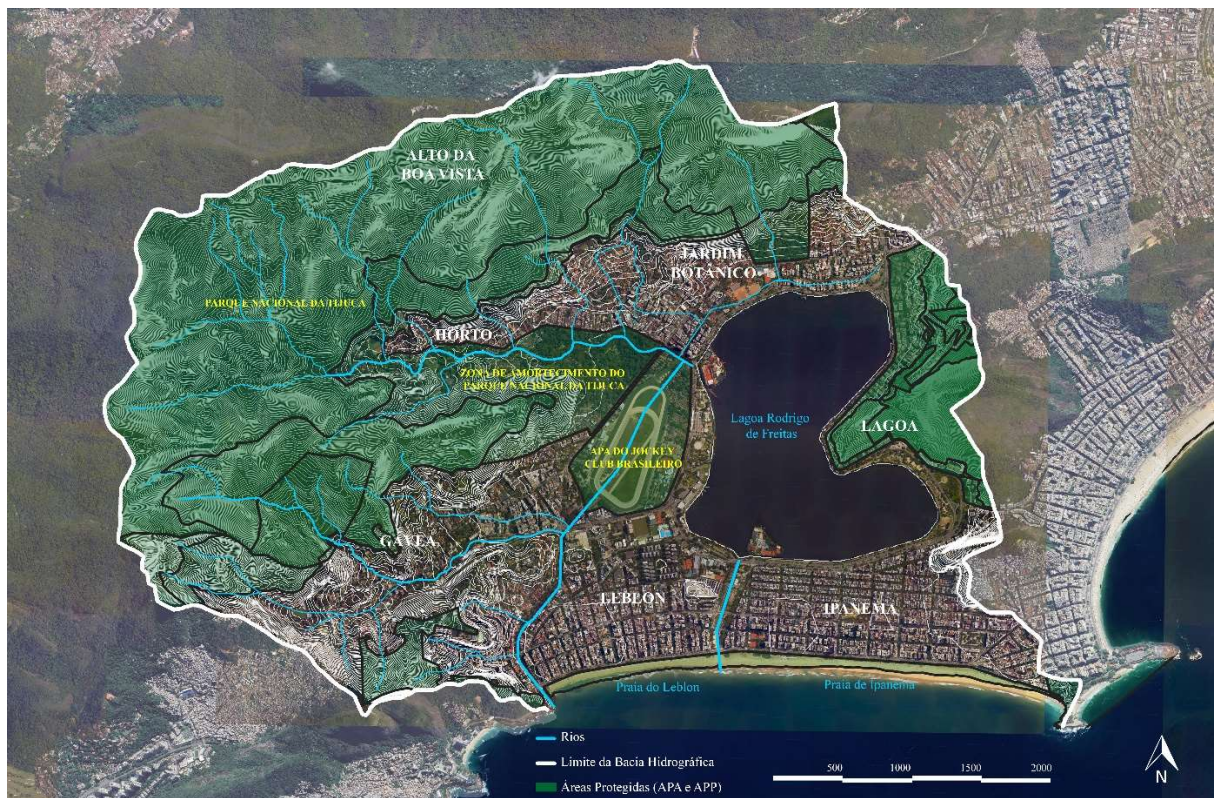 ALTO DA
BOA VISTA
JARDIM
BOTÂNICO
PARQUE NACIONAL DA TIJUCA
HORTO
ZONA DE AMORTECIMENTO DO
PARQUE NACIONAL DA TIJUCA
Lagoa Rodrigo
de Freitas
LAGOA
APA DO JOCKEY
CLUB BRASILEIRO
GÁVEA
LEBLON
IPANEMA
Praia do Leblon
Praia de Ipanema
Rios
Limite da Bacia Hidrográfica
Áreas Protegidas (APA e APP)
500
1000
1500
2000
N